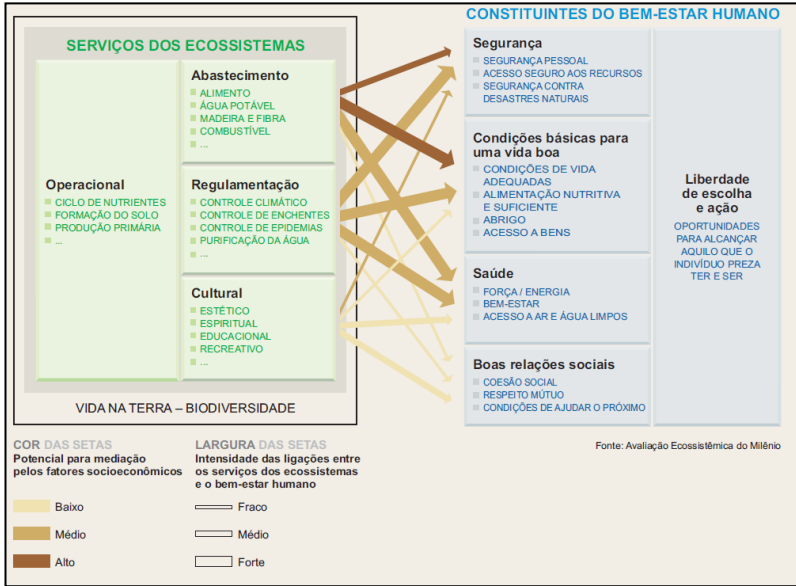 SERVIÇOS DOS ECOSSISTEMAS
Operacional
CICLO DE NUTRIENTES
FORMAÇÃO DO SOLO
PRODUÇÃO PRIMÁRIA
...
Abastecimento
ALIMENTO
ÁGUA POTÁVEL
MADEIRA E FIBRA
COMBUSTÍVEL
...
Regulamentação
CONTROLE CLIMÁTICO
CONTROLE DE ENCHENTES
CONTROLE DE EPIDEMIAS
PURIFICAÇÃO DA ÁGUA
...
Cultural
ESTÉTICO
ESPIRITUAL
EDUCACIONAL
RECREATIVO
...
VIDA NA TERRA – BIODIVERSIDADE
CONSTITUINTES DO BEM-ESTAR HUMANO
Segurança
SEGURANÇA PESSOAL
ACESSO SEGURO AOS RECURSOS
SEGURANÇA CONTRA
DESASTRES NATURAIS
Condições básicas para
uma vida boa
CONDIÇÕES DE VIDA
ADEQUADAS
ALIMENTAÇÃO NUTRITIVA
E SUFICIENTE
ABRIGO
ACESSO A BENS
Saúde
FORÇA / ENERGIA
BEM-ESTAR
ACESSO A AR E ÁGUA LIMPOS
Boas relações sociais
COESÃO SOCIAL
RESPEITO MÚTUO
CONDIÇÕES DE AJUDAR O PRÓXIMO
Liberdade
de escolha
e ação
OPORTUNIDADES
PARA ALCANÇAR
AQUILO QUE O
INDIVÍDUO PREZA
TER E SER
COR DAS SETAS
Potencial para mediação
pelos fatores socioeconômicos
Baixo
Médio
Alto
LARGURA DAS SETAS
Intensidade das ligações entre
os serviços dos ecossistemas
e o bem-estar humano
Fraco
Médio
Forte
Fonte: Avaliação Ecossistêmica do Milênio